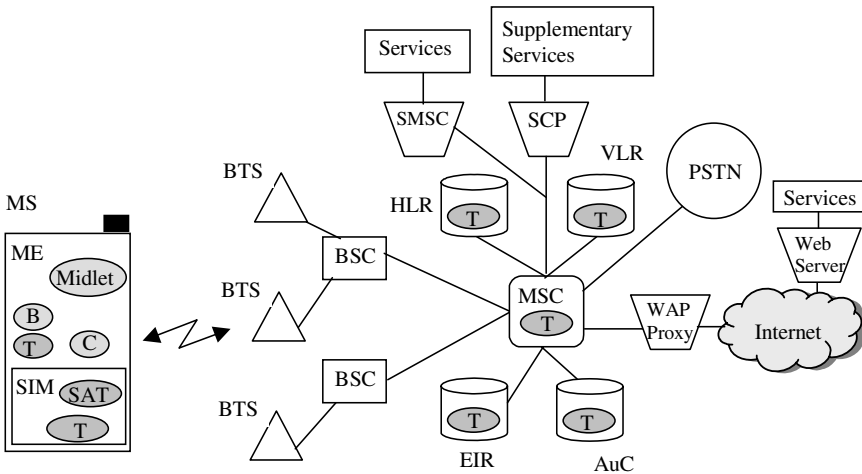 Services
Supplementary
Services
SMSC
SCP
VLR
PSTN
BTS
HLR
T
T
Services
MS
ME
Midlet
BSC
Web
Server
B
T
C
BTS
MSC
T
WAP
Proxy
Internet
SIM
SAT
T
BSC
BTS
T
T
EIR
AuC